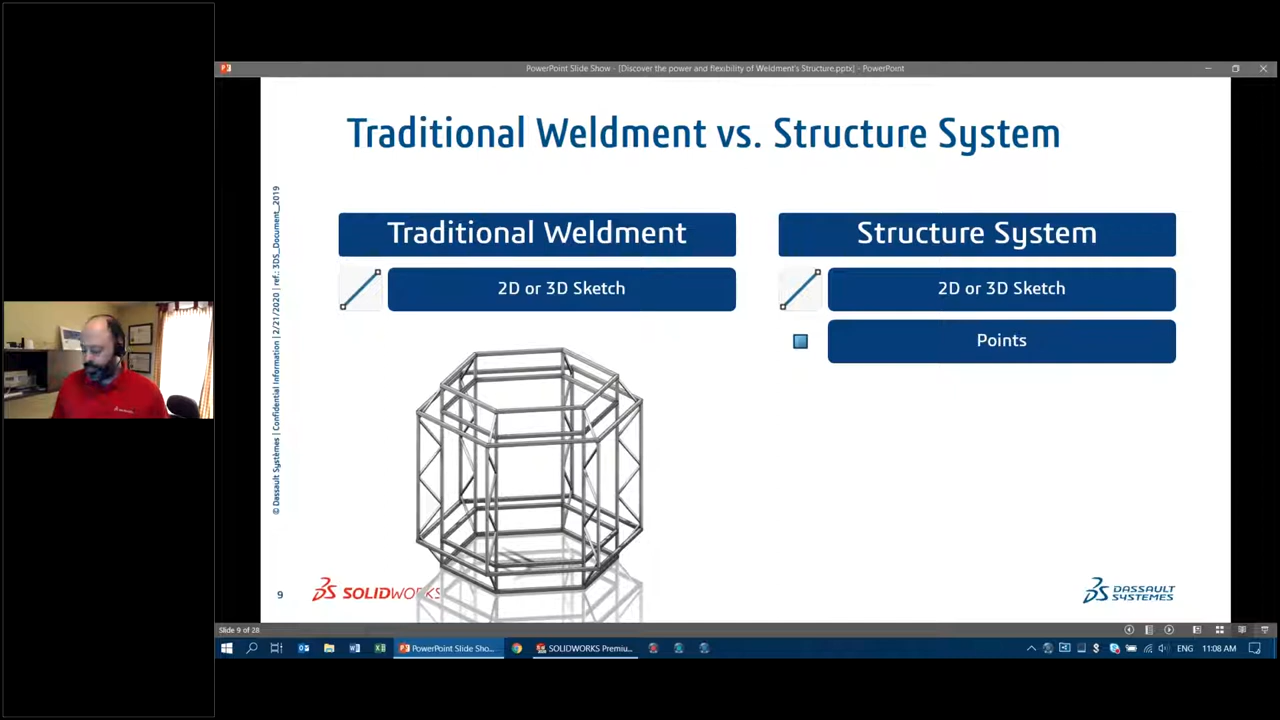 PowerPoint Slide Show - [Discover the power and flexibility of Weldment's Structure.pptx] - PowerPoint
Traditional Weldment vs. Structure System
Traditional Weldment
Structure System
2D or 3D Sketch
2D or 3D Sketch
Points
© Dassault Systèmes | Confidential Information | 2/21/2020 | ref.: 3DS_Document_2019
9
SOLIDWORKS
DASSAULT
SYSTEMES
Slide 9 of 28
PowerPoint Slide Sho...
SOLIDWORKS Premiu...
ENG
11:08 AM